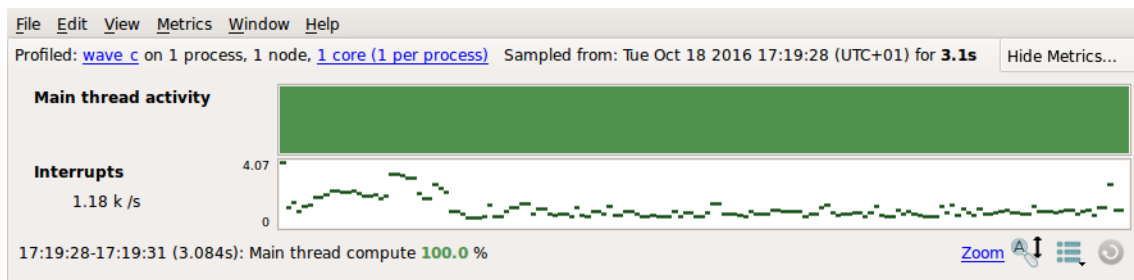 File Edit View Metrics Window Help
Profiled: wave_c on 1 process, 1 node, 1 core (1 per process) Sampled from: Tue Oct 18 2016 17:19:28 (UTC+01) for 3.1s Hide Metrics...
Main thread activity
Interrupts 4.07
1.18 k /s
0
17:19:28-17:19:31 (3.084s): Main thread compute 100.0 % Zoom A